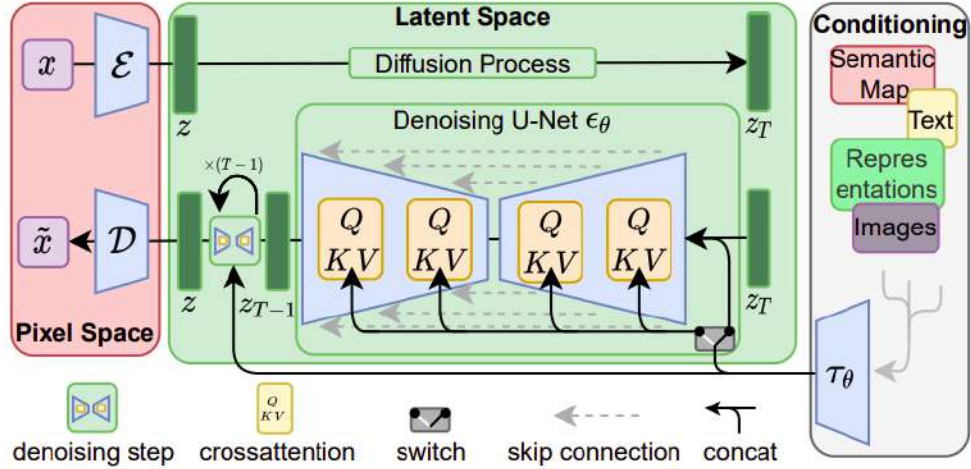 Latent Space
Conditioning
x
ℰ
z
Diffusion Process
z_T
Semantic
Map
Text
Repres
entations
Images
Denoising U-Net ϵ_θ
×(T−1)
Q
K V
Q
K V
Q
K V
Q
K V
x̃
𝒟
z
z_{T−1}
z_T
Pixel Space
τ_θ
Q
K V
denoising step
crossattention
switch
skip connection
concat